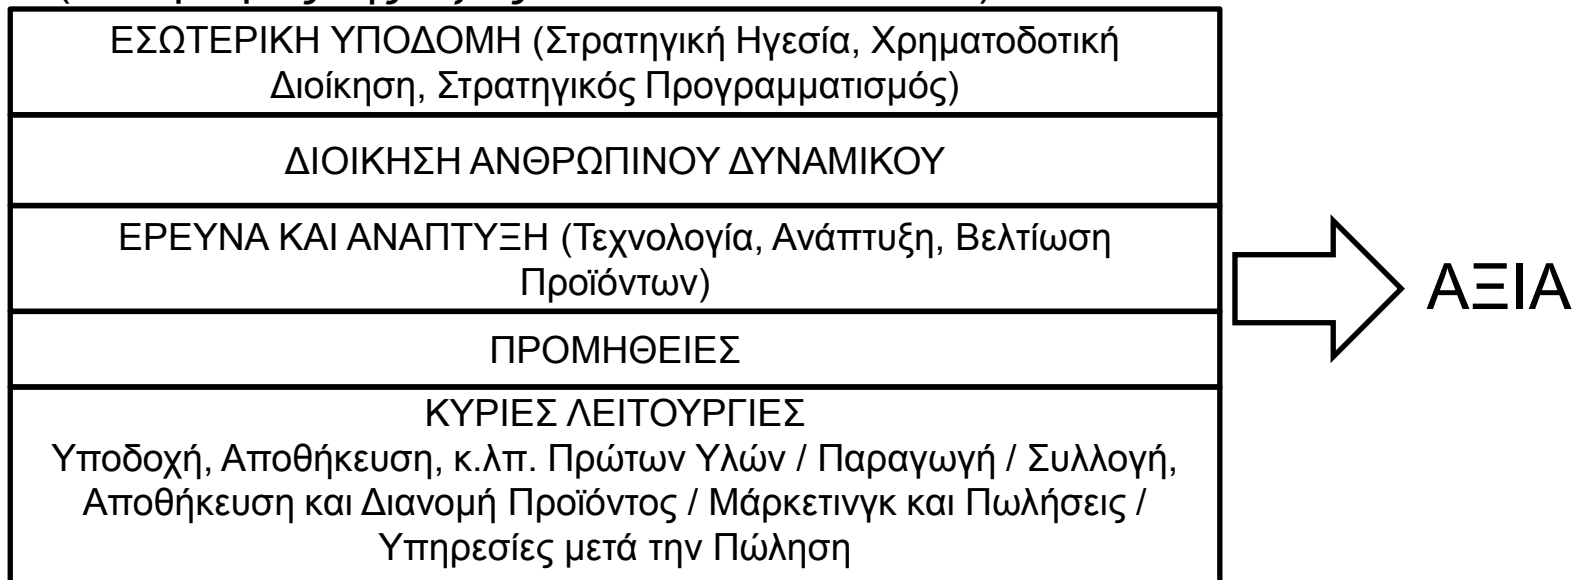 ΕΣΩΤΕΡΙΚΗ ΥΠΟΔΟΜΗ (Στρατηγική Ηγεσία, Χρηματοδοτική
Διοίκηση, Στρατηγικός Προγραμματισμός)
ΔΙΟΙΚΗΣΗ ΑΝΘΡΩΠΙΝΟΥ ΔΥΝΑΜΙΚΟΥ
ΕΡΕΥΝΑ ΚΑΙ ΑΝΑΠΤΥΞΗ (Τεχνολογία, Ανάπτυξη, Βελτίωση
Προϊόντων)
ΑΞΙΑ
ΠΡΟΜΗΘΕΙΕΣ
ΚΥΡΙΕΣ ΛΕΙΤΟΥΡΓΙΕΣ
Υποδοχή, Αποθήκευση, κ.λπ. Πρώτων Υλών / Παραγωγή / Συλλογή,
Αποθήκευση και Διανομή Προϊόντος / Μάρκετινγκ και Πωλήσεις /
Υπηρεσίες μετά την Πώληση